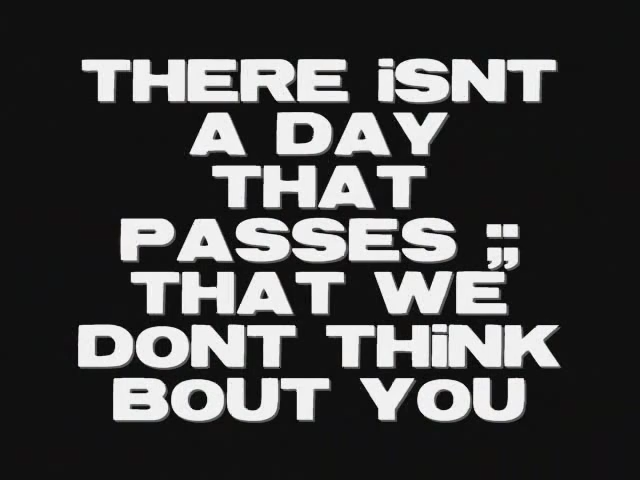 THERE iSNT
A DAY
THAT
PASSES ;;
THAT WE
DONT THiNK
BOUT YOU